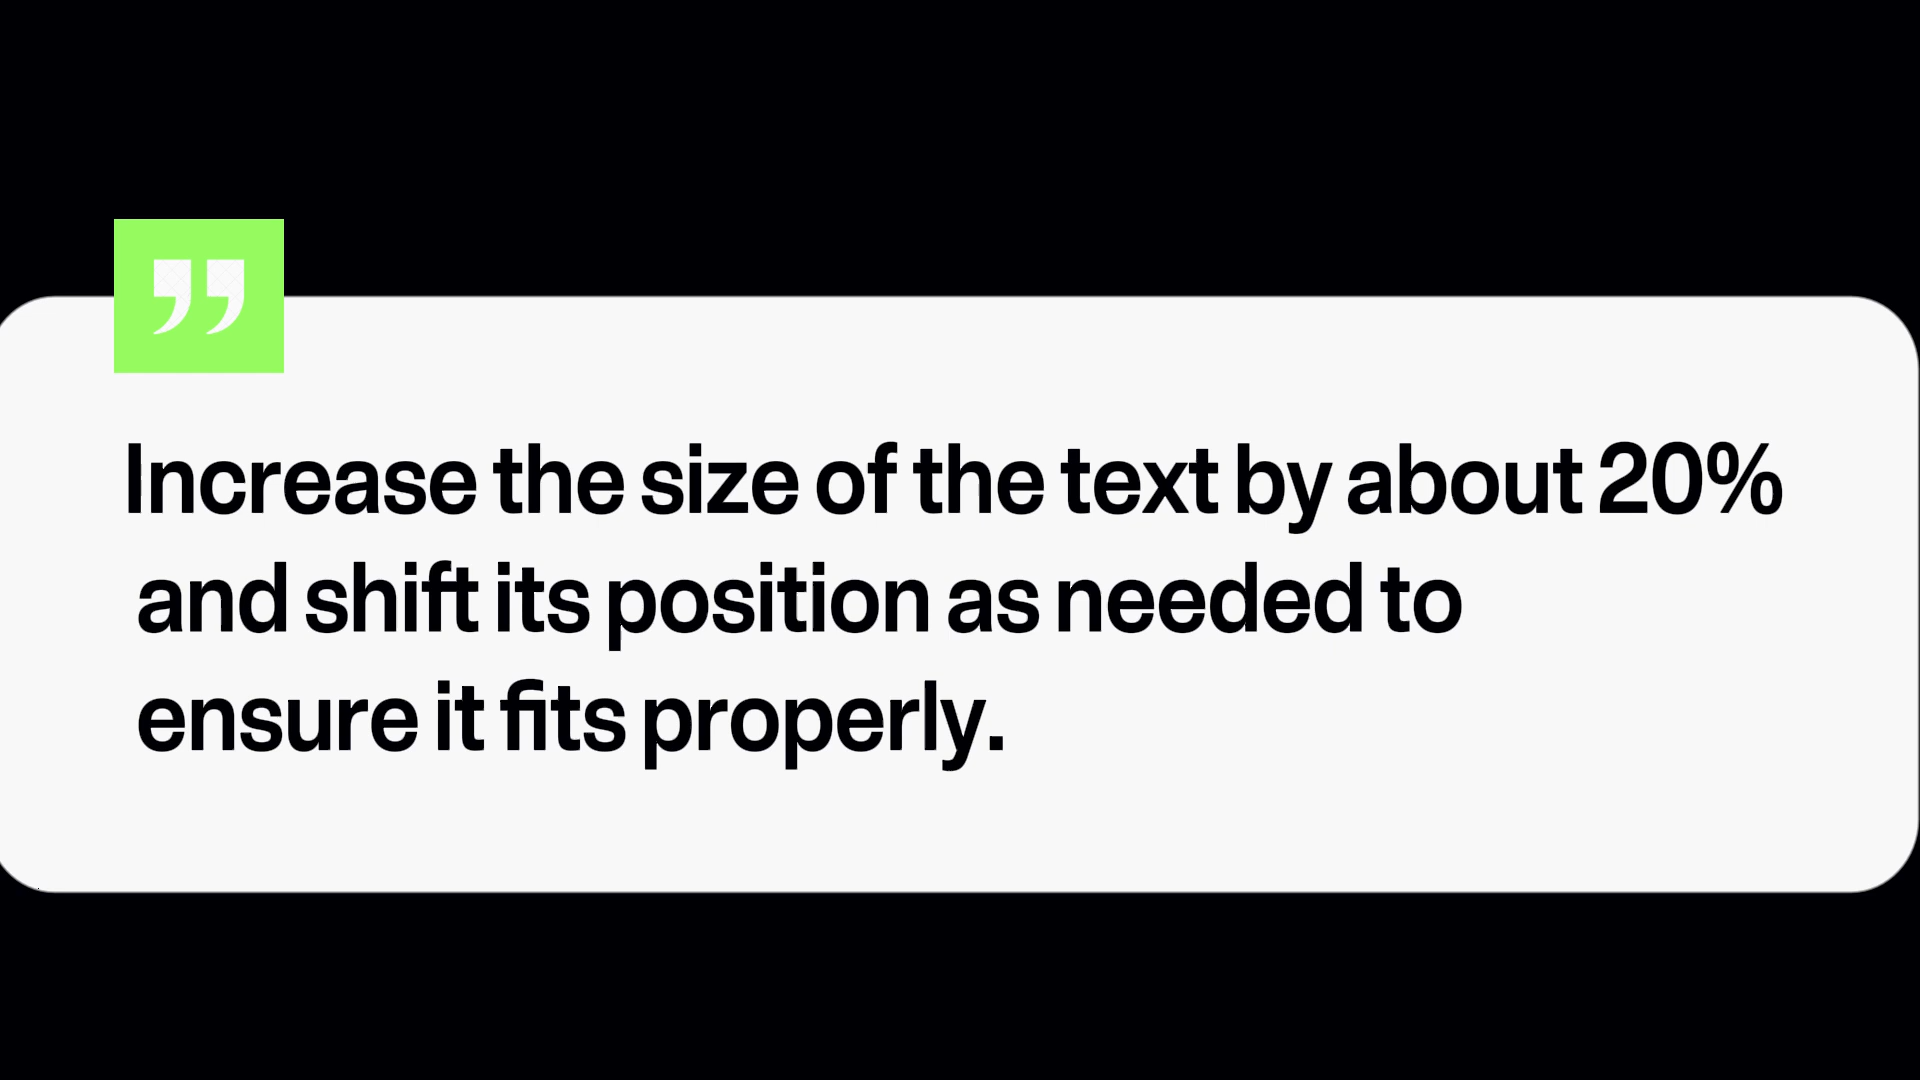 ”
Increase the size of the text by about 20%
and shift its position as needed to
ensure it fits properly.